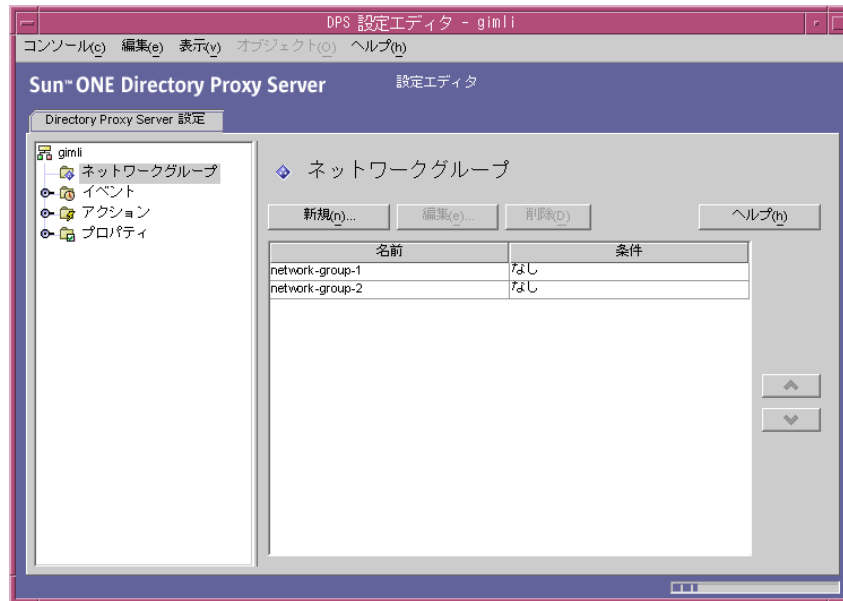 DPS 設定エディタ - gimli
コンソール(c) 編集(e) 表示(v) オブジェクト(o) ヘルプ(h)
Sun™ ONE Directory Proxy Server 設定エディタ
Directory Proxy Server 設定
gimli
ネットワークグループ
イベント
アクション
プロパティ
ネットワークグループ
新規(n)... 編集(e)... 削除(D) ヘルプ(h)
名前 条件
network-group-1 なし
network-group-2 なし